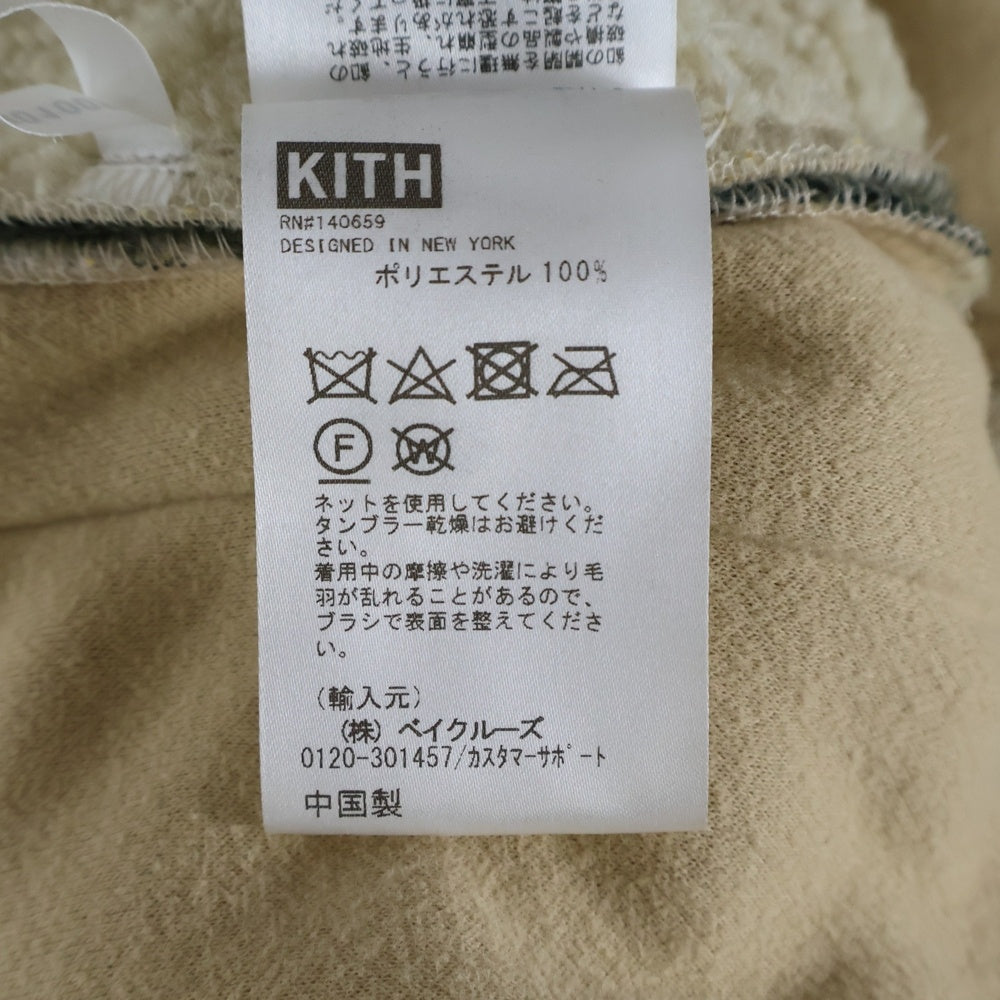 KITH
RN#140659
DESIGNED IN NEW YORK
ポリエステル 100%
F
W
ネットを使用してください。
タンブラー乾燥はお避けくだ
さい。
着用中の摩擦や洗濯により毛
羽が乱れることがあるので、
ブラシで表面を整えてくださ
い。
(輸入元)
(株) ベイクルーズ
0120-301457/カスタマーサポート
中国製